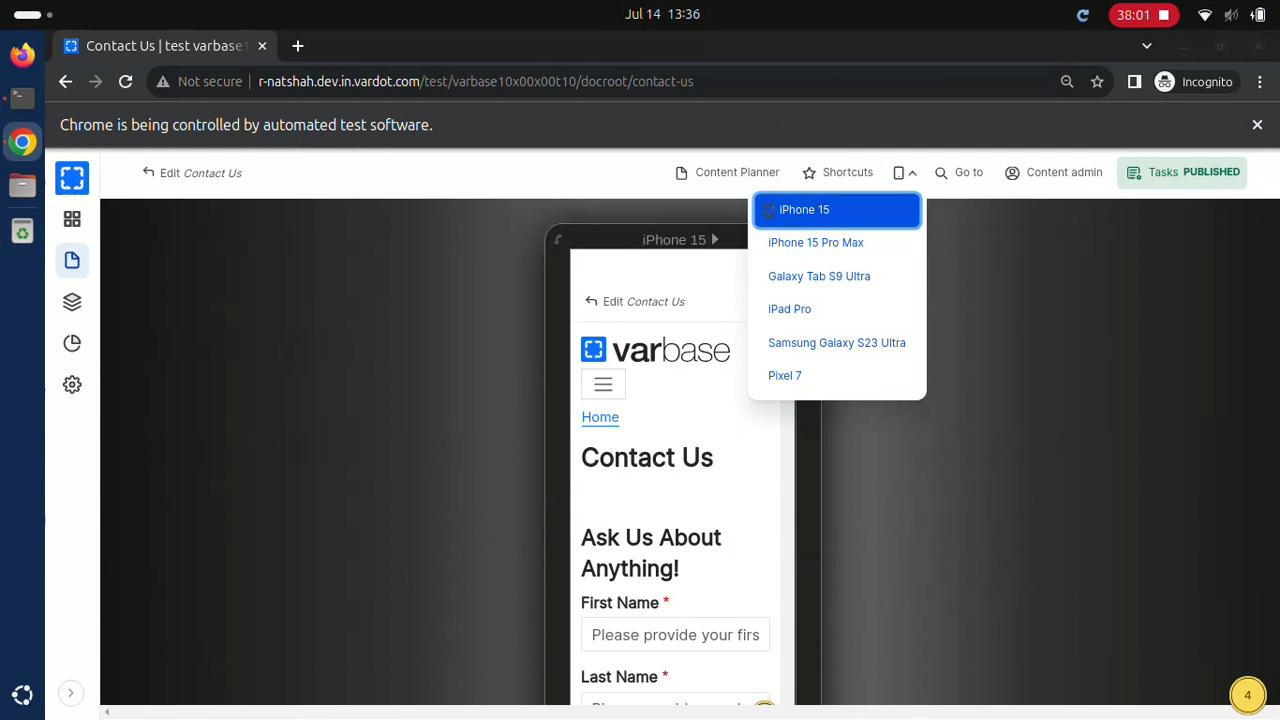 Jul 14 13:36
38:01
Contact Us | test varbase1
Not secure r-natshah.dev.in.vardot.com/test/varbase10x00x00t10/docroot/contact-us
Incognito
Chrome is being controlled by automated test software.
Edit Contact Us
Content Planner
Shortcuts
Go to
Content admin
Tasks PUBLISHED
iPhone 15
iPhone 15 Pro Max
Galaxy Tab S9 Ultra
iPad Pro
Samsung Galaxy S23 Ultra
Pixel 7
iPhone 15
Edit Contact Us
varbase
Home
Contact Us
Ask Us About
Anything!
First Name *
Please provide your firs
Last Name *
4